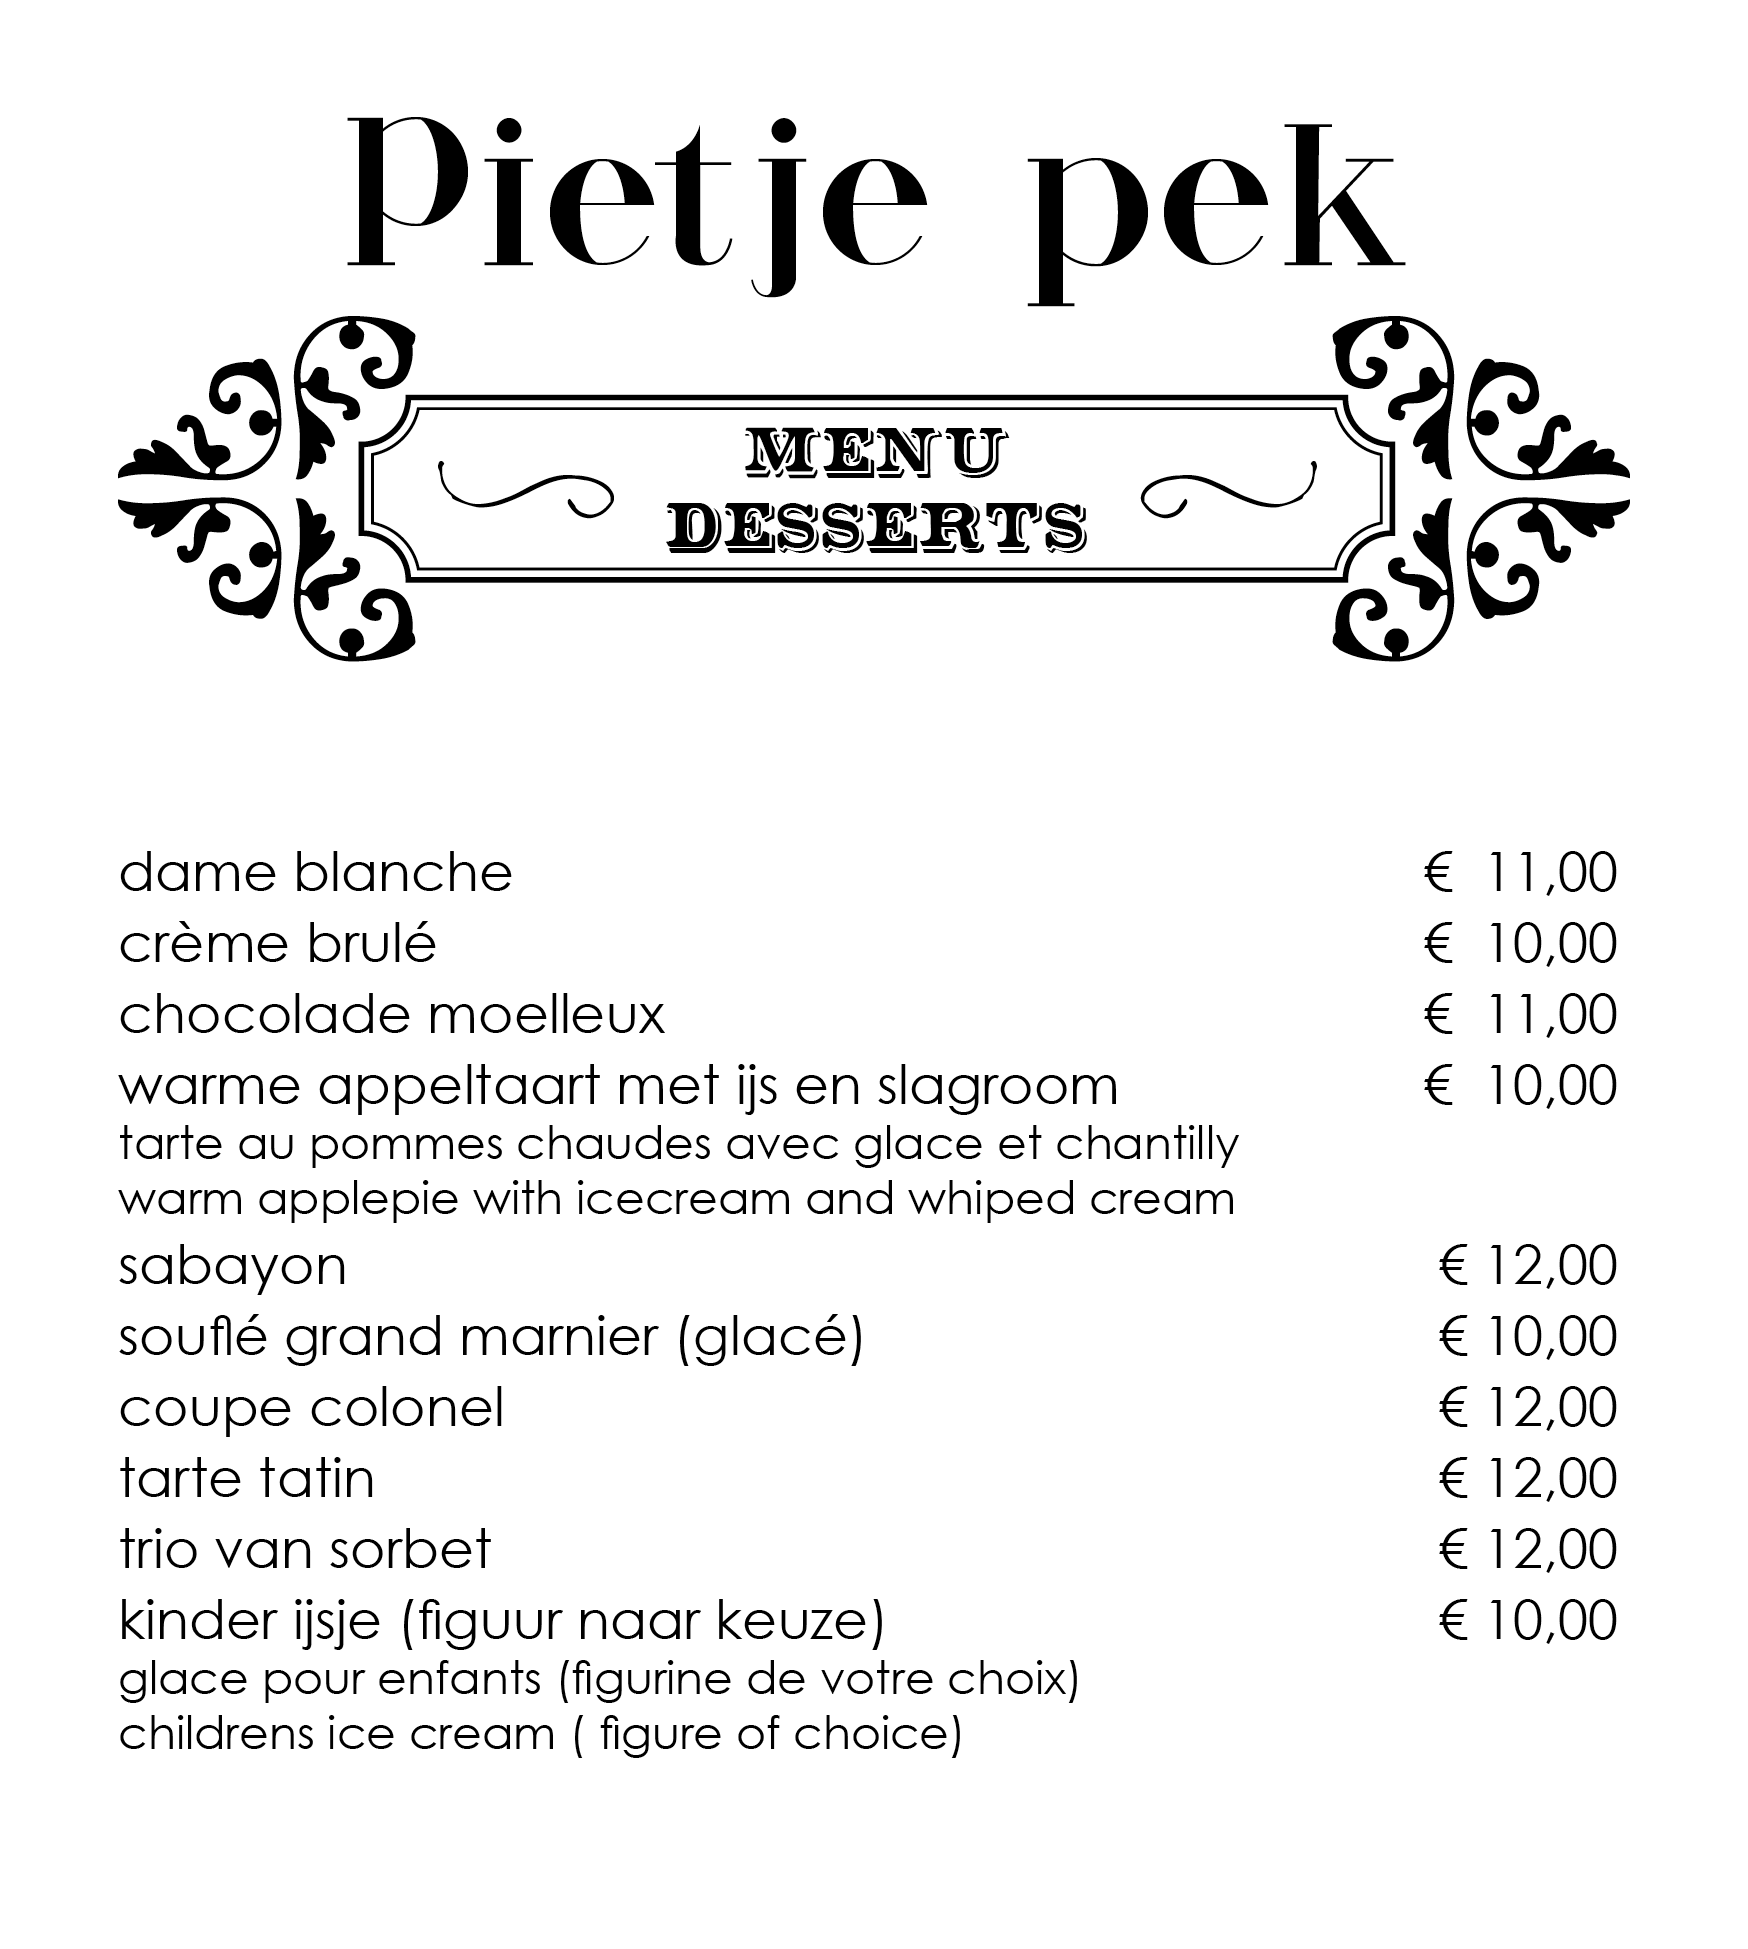 Pietje pek
MENU
DESSERTS
dame blanche € 11,00
crème brulé € 10,00
chocolade moelleux € 11,00
warme appeltaart met ijs en slagroom € 10,00
tarte au pommes chaudes avec glace et chantilly
warm applepie with icecream and whiped cream
sabayon € 12,00
souflé grand marnier (glacé) € 10,00
coupe colonel € 12,00
tarte tatin € 12,00
trio van sorbet € 12,00
kinder ijsje (figuur naar keuze) € 10,00
glace pour enfants (figurine de votre choix)
childrens ice cream ( figure of choice)